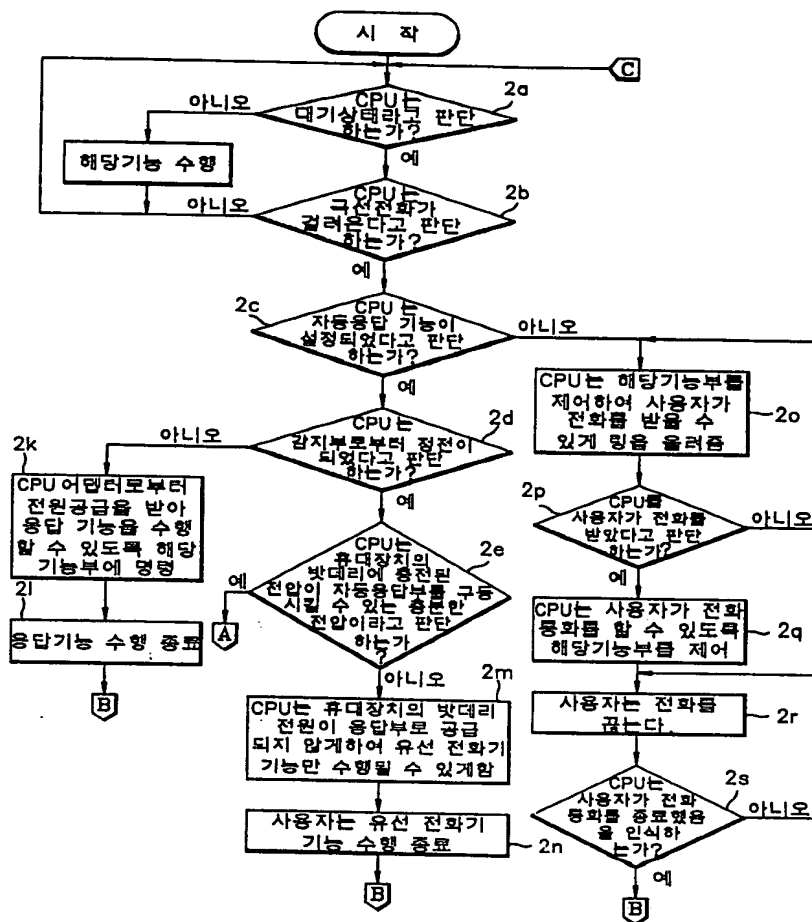 시 작
C
CPU는
대기상태라고 판단
하는가?
2a
아니오
예
해당기능 수행
CPU는
국선전화가
걸려온다고 판단
하는가?
2b
아니오
예
2c
CPU는
자동응답 기능이
설정되었다고 판단
하는가?
아니오
예
CPU는 해당기능부를
제어하여 사용자가
전화를 받을 수
있게 링을 울려줌
2o
CPU는
감지부로부터 정전이
되었다고 판단
하는가?
2d
아니오
예
2k
CPU 어뎁터로부터
전원공급을 받아
응답 기능을 수행
할 수 있도록 해당
기능부에 명령
2p
CPU를
사용자가 전화를
받았다고 판단
하는가?
아니오
예
CPU는
휴대장치의
밧데리에 충전된
전압이 자동응답부를 구동
시킬 수 있는 충분한
전압이라고 판단
하는가
?
2e
예
A
아니오
2l
응답기능 수행 종료
B
CPU는 사용자가 전화
통화를 할 수 있도록
해당기능부를 제어
2q
2m
CPU는 휴대장치의 밧데리
전원이 응답부로 공급
되지 않게하여 유선 전화기
기능만 수행될 수 있게함
사용자는 전화를
끊는다
2r
사용자는 유선 전화기
기능 수행 종료
2n
B
CPU는
사용자가 전화
통화를 종료했음
을 인식하
는가?
2s
아니오
예
B